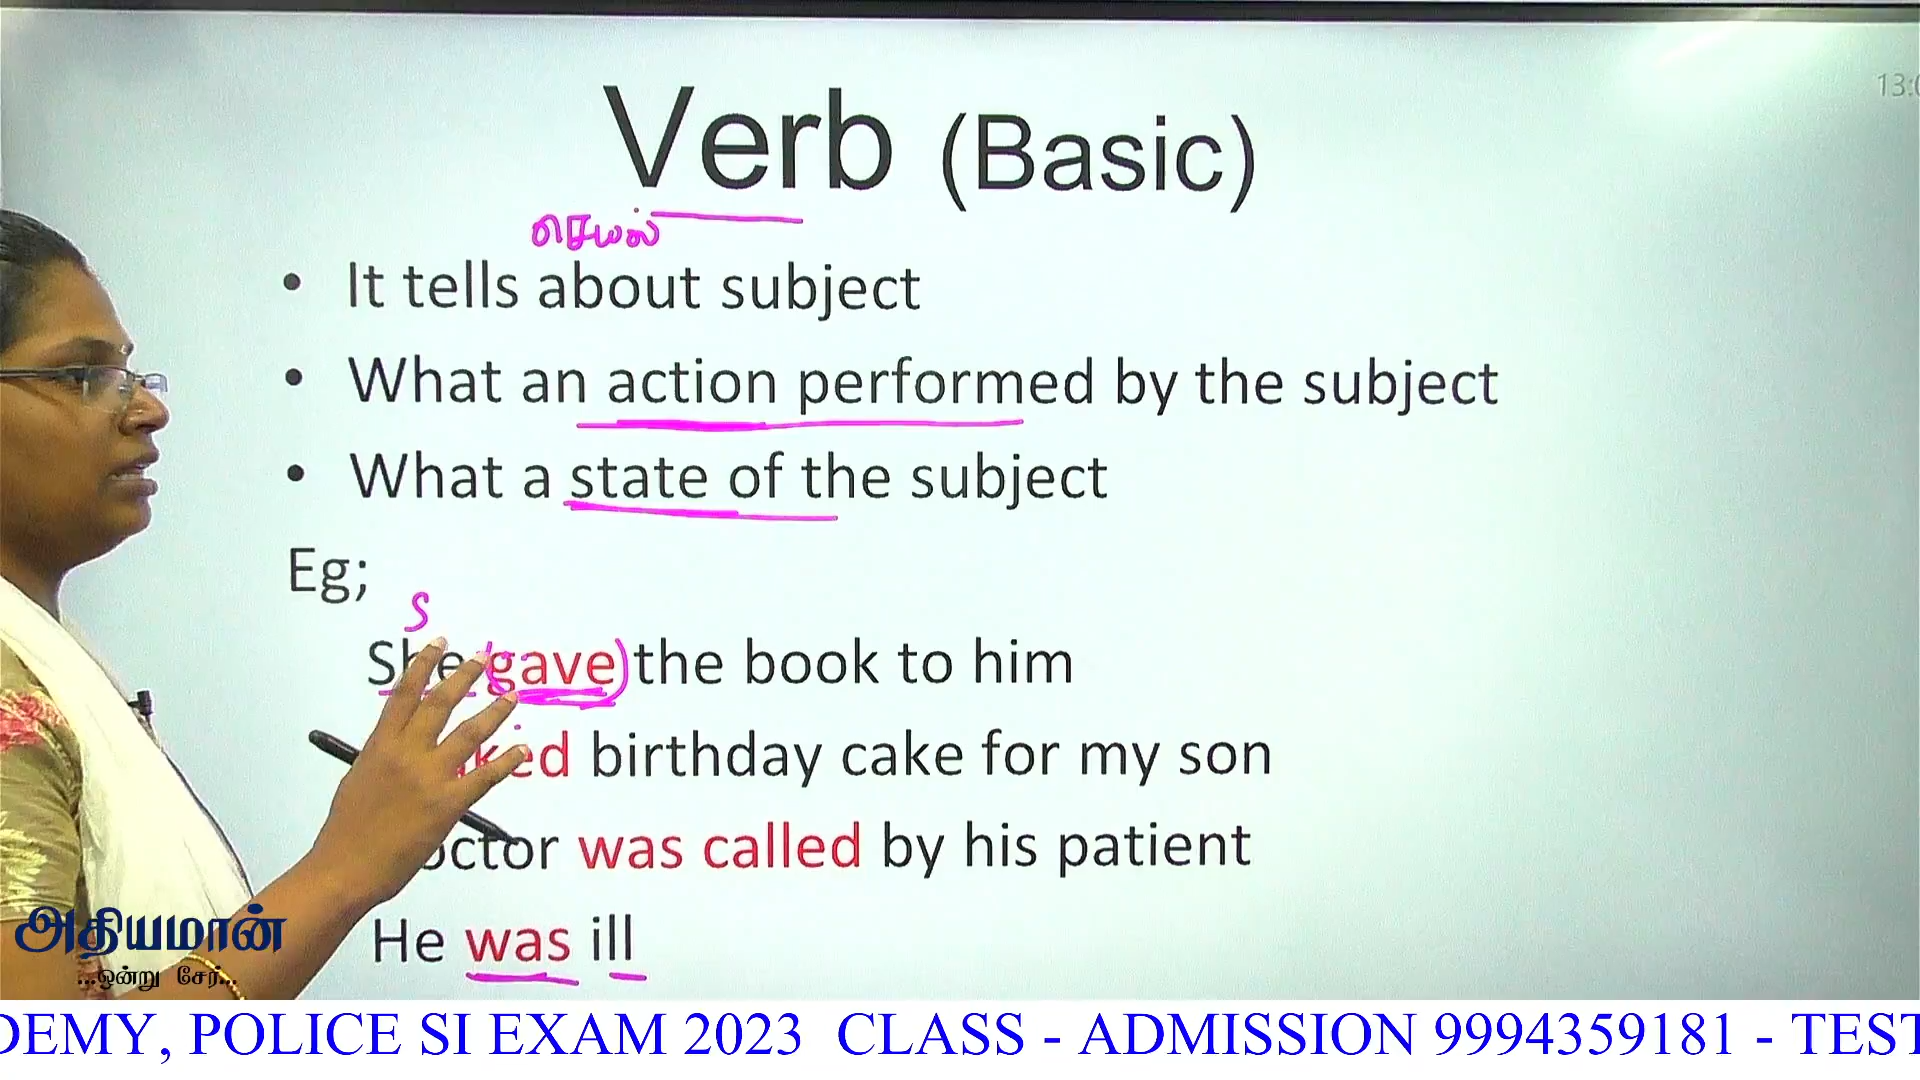 13:0
Verb (Basic)
செயல்
• It tells about subject
• What an action performed by the subject
• What a state of the subject
Eg;
S
She (gave) the book to him
birthday cake for my son
was called by his patient
He was ill
அதியமான்
...ஒன்று சேர்...
DEMY, POLICE SI EXAM 2023 CLASS - ADMISSION 9994359181 - TEST